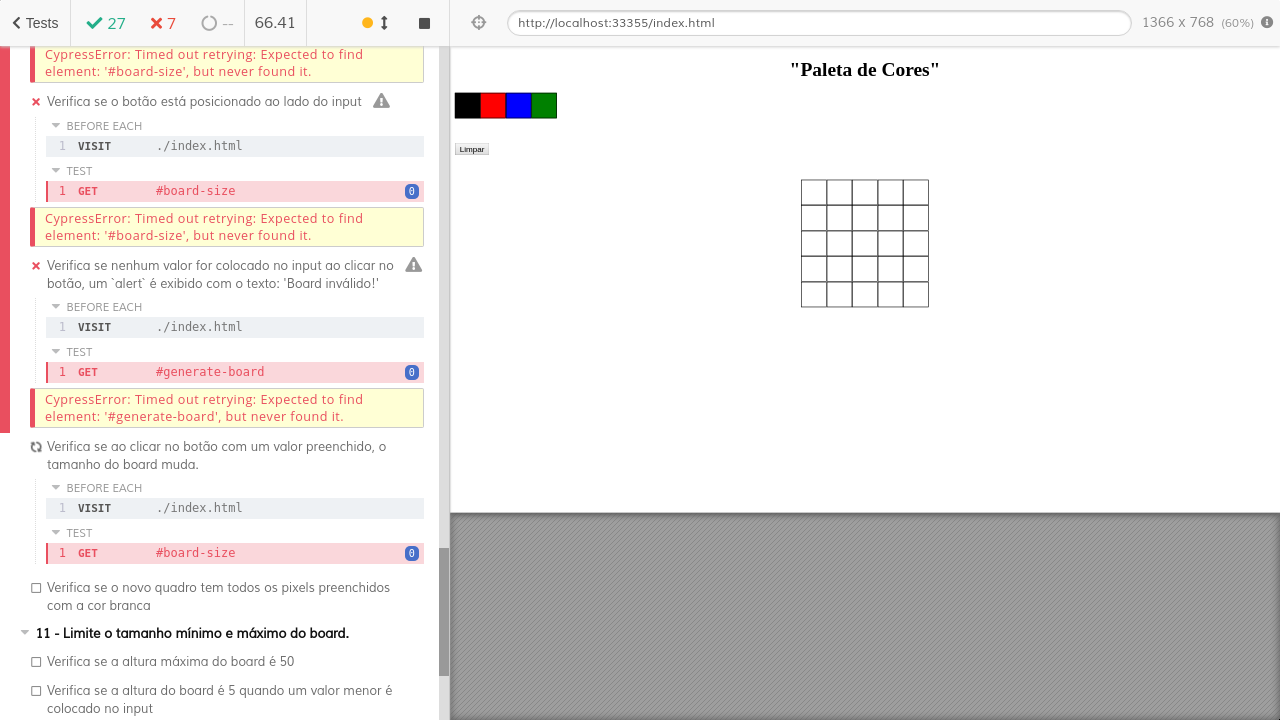 Tests
27
7
--
66.41
http://localhost:33355/index.html
1366 x 768 (60%)
CypressError: Timed out retrying: Expected to find
element: '#board-size', but never found it.
Verifica se o botão está posicionado ao lado do input
BEFORE EACH
1 VISIT ./index.html
TEST
1 GET #board-size 0
CypressError: Timed out retrying: Expected to find
element: '#board-size', but never found it.
Verifica se nenhum valor for colocado no input ao clicar no
botão, um `alert` é exibido com o texto: 'Board inválido!'
BEFORE EACH
1 VISIT ./index.html
TEST
1 GET #generate-board 0
CypressError: Timed out retrying: Expected to find
element: '#generate-board', but never found it.
Verifica se ao clicar no botão com um valor preenchido, o
tamanho do board muda.
BEFORE EACH
1 VISIT ./index.html
TEST
1 GET #board-size 0
Verifica se o novo quadro tem todos os pixels preenchidos
com a cor branca
11 - Limite o tamanho mínimo e máximo do board.
Verifica se a altura máxima do board é 50
Verifica se a altura do board é 5 quando um valor menor é
colocado no input
"Paleta de Cores"
Limpar